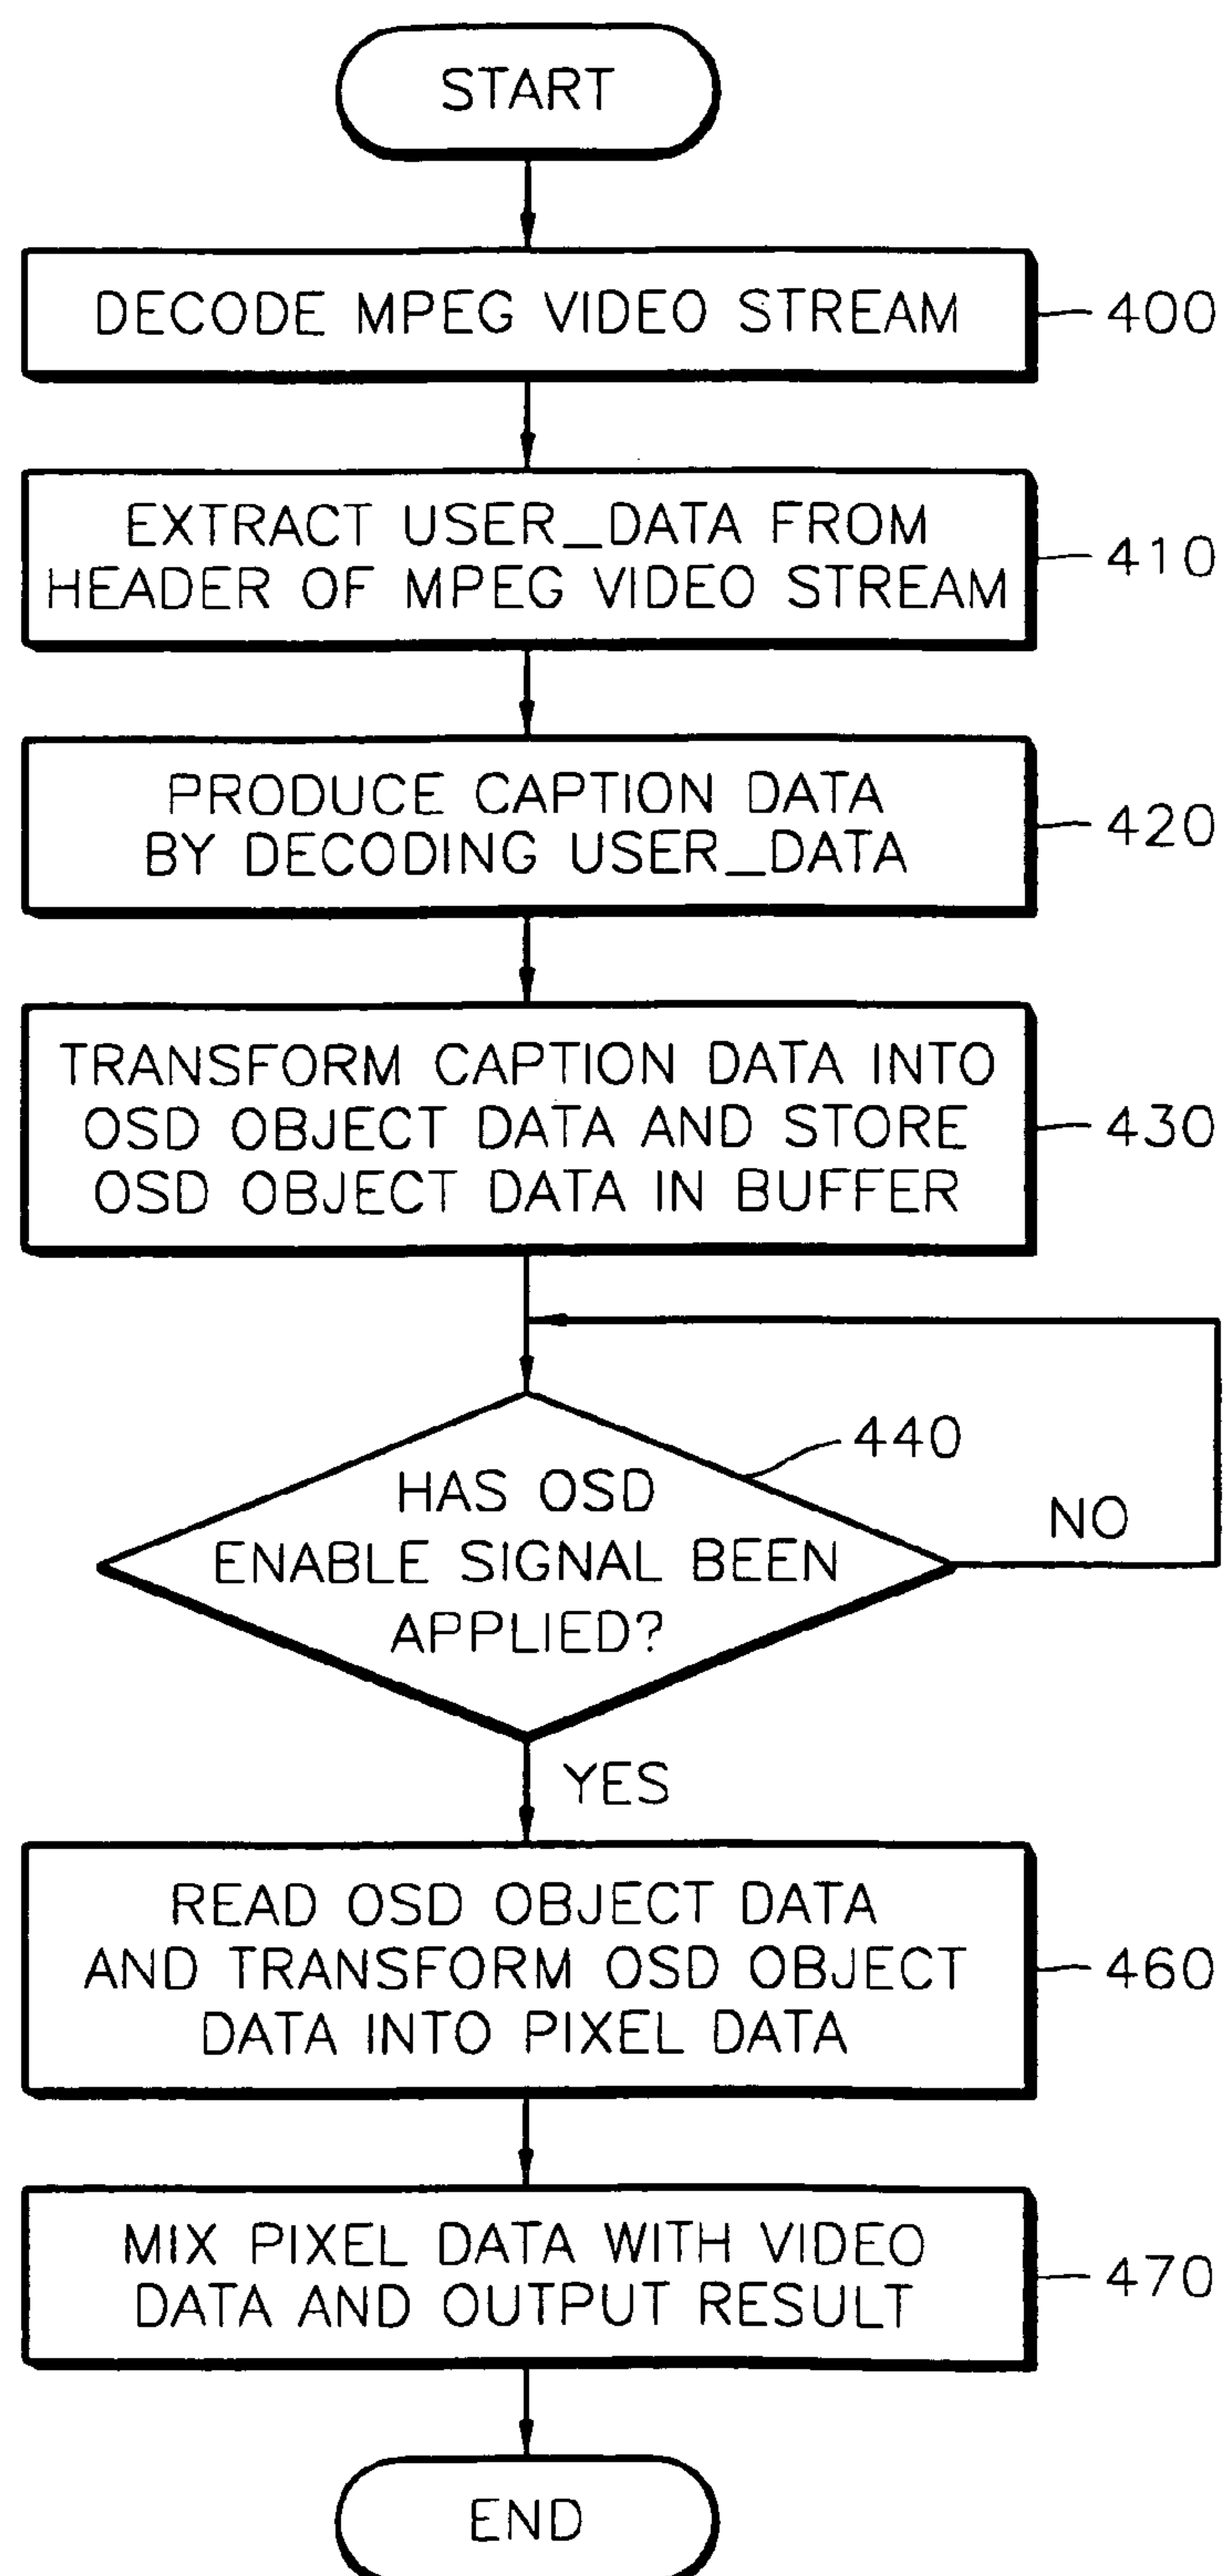 START
DECODE MPEG VIDEO STREAM
400
EXTRACT USER_DATA FROM
HEADER OF MPEG VIDEO STREAM
410
PRODUCE CAPTION DATA
BY DECODING USER_DATA
420
TRANSFORM CAPTION DATA INTO
OSD OBJECT DATA AND STORE
OSD OBJECT DATA IN BUFFER
430
440
HAS OSD
ENABLE SIGNAL BEEN
APPLIED?
NO
YES
READ OSD OBJECT DATA
AND TRANSFORM OSD OBJECT
DATA INTO PIXEL DATA
460
MIX PIXEL DATA WITH VIDEO
DATA AND OUTPUT RESULT
470
END